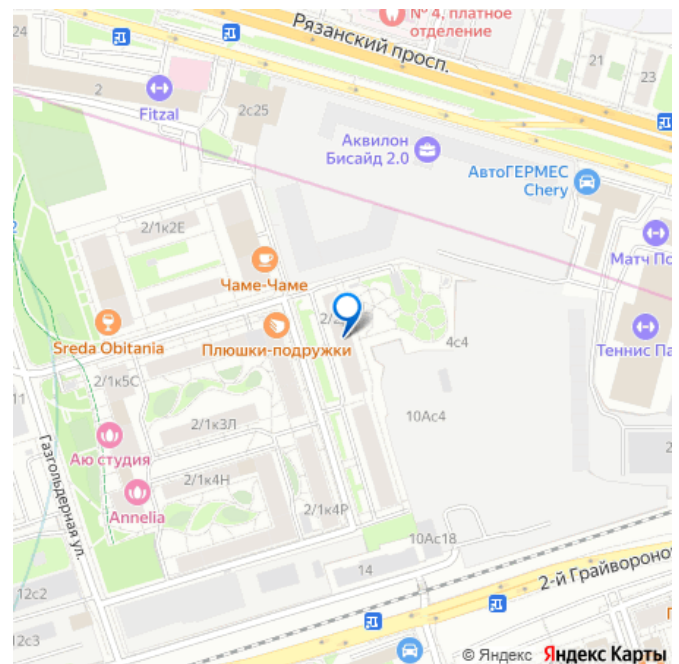 № 4, платное
отделение
Рязанский просп.
24
21
23
2
Fitzal
2с25
Аквилон
Бисайд 2.0
АвтоГЕРМЕС
Chery
2/1к2Е
Матч По
Чаме-Чаме
2/2
Sreda Obitania
Плюшки-подружки
4с4
Теннис Па
2/1к5С
11
10Ас4
2/1к3Л
Аю студия
2
Газгольдерная ул.
2/1к4Н
Annelia
2/1к4Р
10Ас18
14
2-й Грайвороно
12с2
12с3
© Яндекс Яндекс Карты